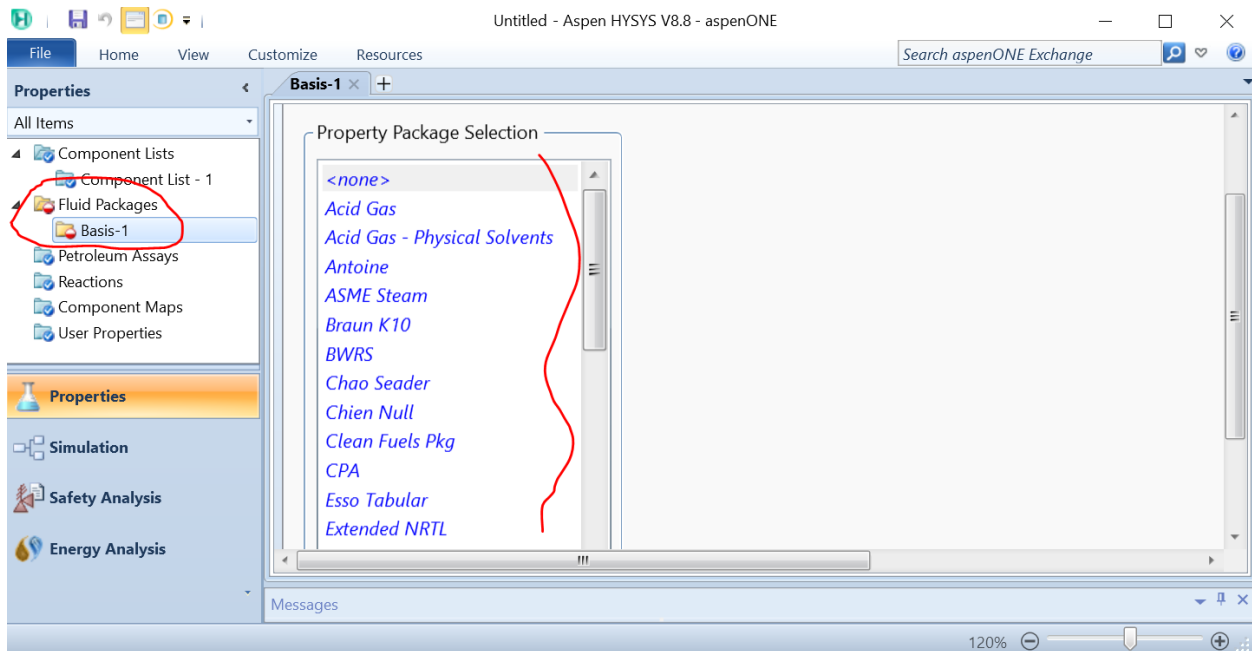 Untitled - Aspen HYSYS V8.8 - aspenONE
File Home View Customize Resources Search aspenONE Exchange
Properties
All Items
Component Lists
Component List - 1
Fluid Packages
Basis-1
Petroleum Assays
Reactions
Component Maps
User Properties
Properties
Simulation
Safety Analysis
Energy Analysis
Basis-1
Property Package Selection
<none>
Acid Gas
Acid Gas - Physical Solvents
Antoine
ASME Steam
Braun K10
BWRS
Chao Seader
Chien Null
Clean Fuels Pkg
CPA
Esso Tabular
Extended NRTL
Messages
120%